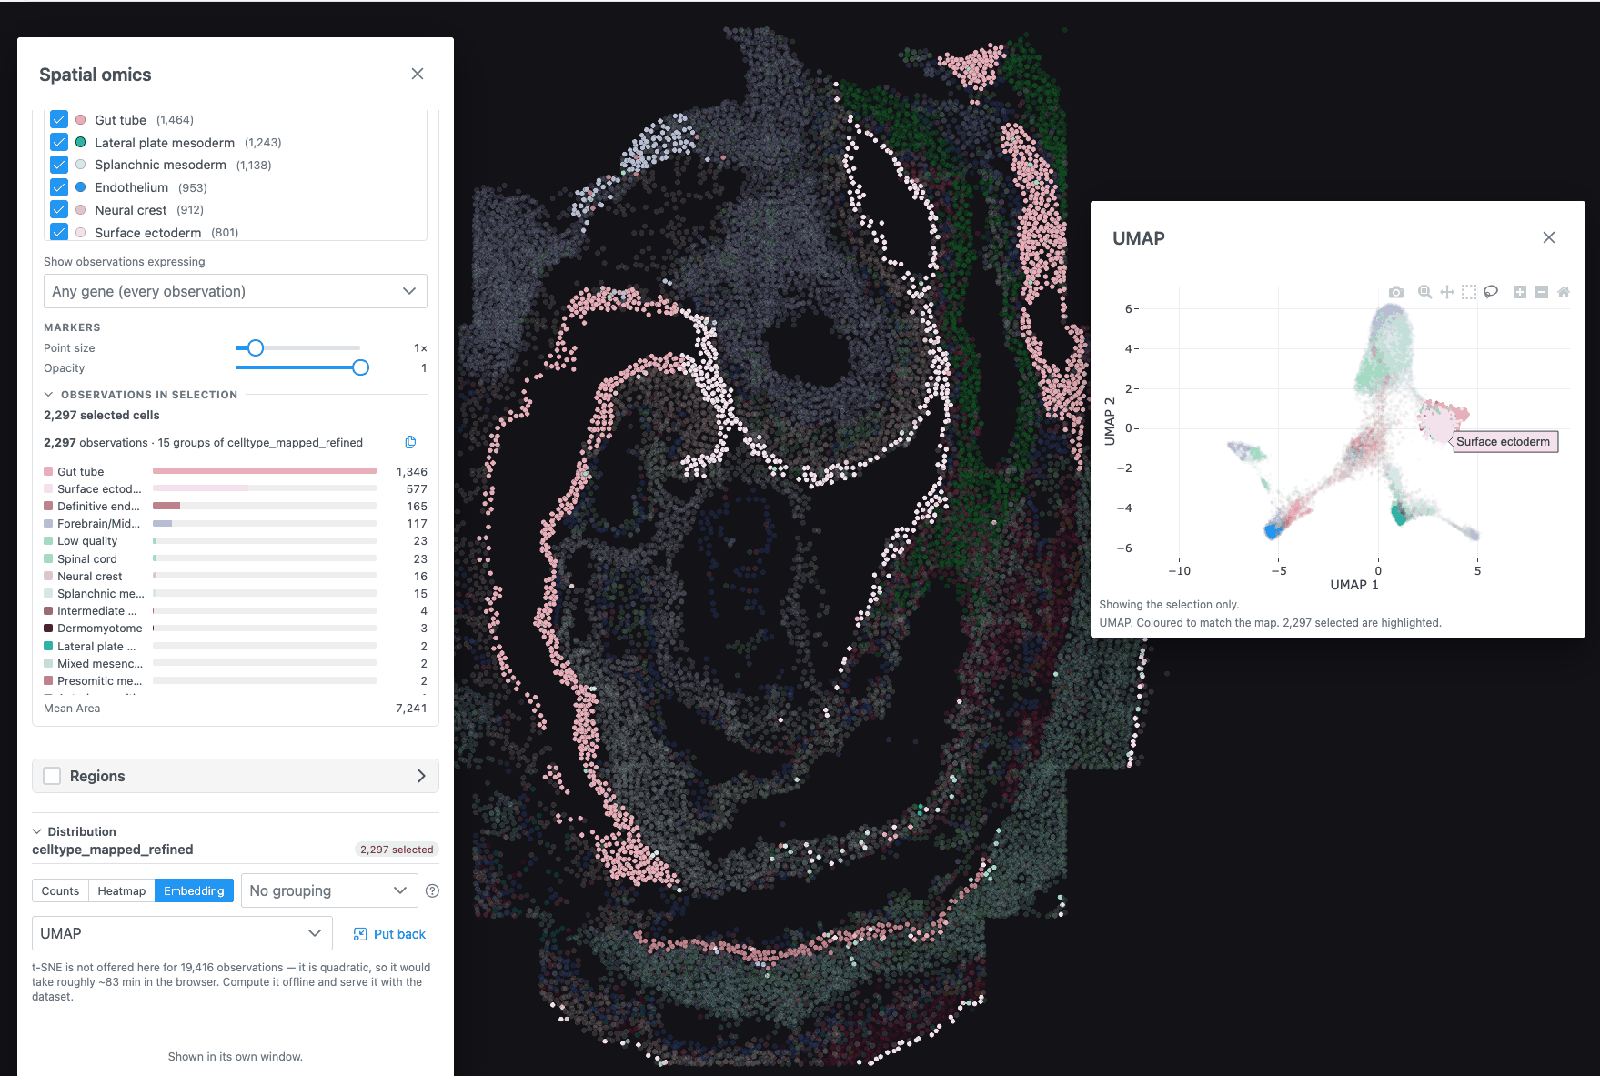 Spatial omics
Gut tube (1,464)
Lateral plate mesoderm (1,243)
Splanchnic mesoderm (1,138)
Endothelium (953)
Neural crest (912)
Surface ectoderm (801)
Show observations expressing
Any gene (every observation)
MARKERS
Point size 1×
Opacity 1
OBSERVATIONS IN SELECTION
2,297 selected cells
2,297 observations · 15 groups of celltype_mapped_refined
Gut tube 1,346
Surface ectod... 577
Definitive end... 165
Forebrain/Mid... 117
Low quality 23
Spinal cord 23
Neural crest 16
Splanchnic me... 15
Intermediate ... 4
Dermomyotome 3
Lateral plate ... 2
Mixed mesenc... 2
Presomitic me... 2
Mean Area 7,241
Regions
Distribution
celltype_mapped_refined 2,297 selected
Counts Heatmap Embedding No grouping
UMAP Put back
t-SNE is not offered here for 19,416 observations — it is quadratic, so it would
take roughly ~83 min in the browser. Compute it offline and serve it with the
dataset.
Shown in its own window.
UMAP
6
4
2
0
−2
−4
−6
UMAP 2
Surface ectoderm
−10 −5 0 5
UMAP 1
Showing the selection only.
UMAP. Coloured to match the map. 2,297 selected are highlighted.